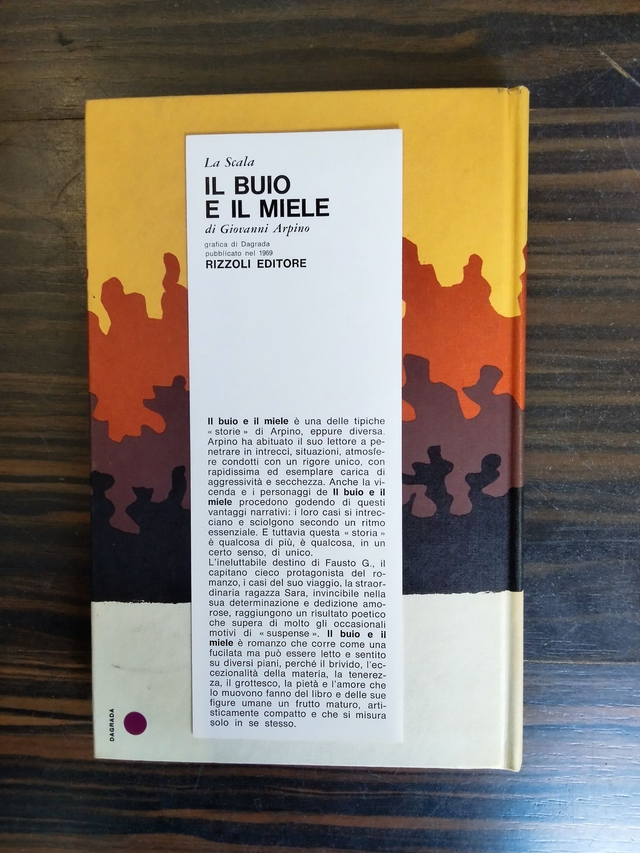 La Scala
IL BUIO
E IL MIELE
di Giovanni Arpino
grafica di Dagrada
pubblicato nel 1969
RIZZOLI EDITORE
Il buio e il miele è una delle tipiche
« storie » di Arpino, eppure diversa.
Arpino ha abituato il suo lettore a pe-
netrare in intrecci, situazioni, atmosfe-
re condotti con un rigore unico, con
rapidissima ed esemplare carica di
aggressività e secchezza. Anche la vi-
cenda e i personaggi de Il buio e il
miele procedono godendo di questi
vantaggi narrativi: i loro casi si intrec-
ciano e sciolgono secondo un ritmo
essenziale. E tuttavia questa « storia »
è qualcosa di più, è qualcosa, in un
certo senso, di unico.
L'ineluttabile destino di Fausto G., il
capitano cieco protagonista del ro-
manzo, i casi del suo viaggio, la straor-
dinaria ragazza Sara, invincibile nella
sua determinazione e dedizione amo-
rose, raggiungono un risultato poetico
che supera di molto gli occasionali
motivi di « suspense ». Il buio e il
miele è romanzo che corre come una
fucilata ma può essere letto e sentito
su diversi piani, perché il brivido, l'ec-
cezionalità della materia, la tenerez-
za, il grottesco, la pietà e l'amore che
lo muovono fanno del libro e delle sue
figure umane un frutto maturo, arti-
sticamente compatto e che si misura
solo in se stesso.
DAGRADA